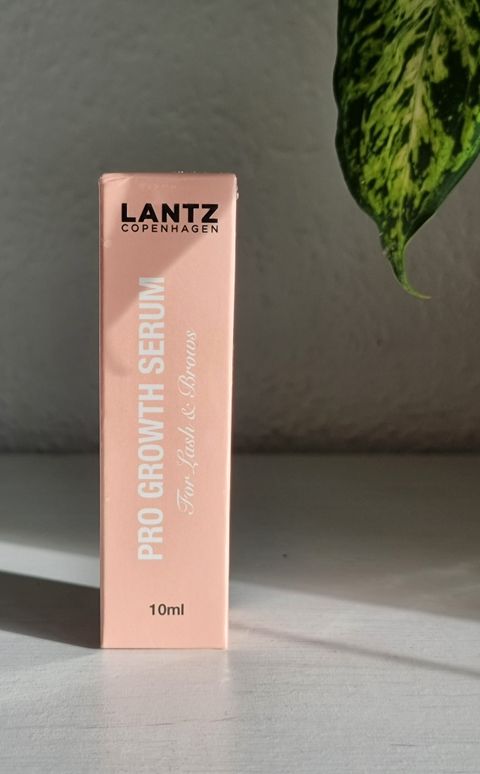 LANTZ
COPENHAGEN
PRO GROWTH SERUM
For Lash & Brows
10ml